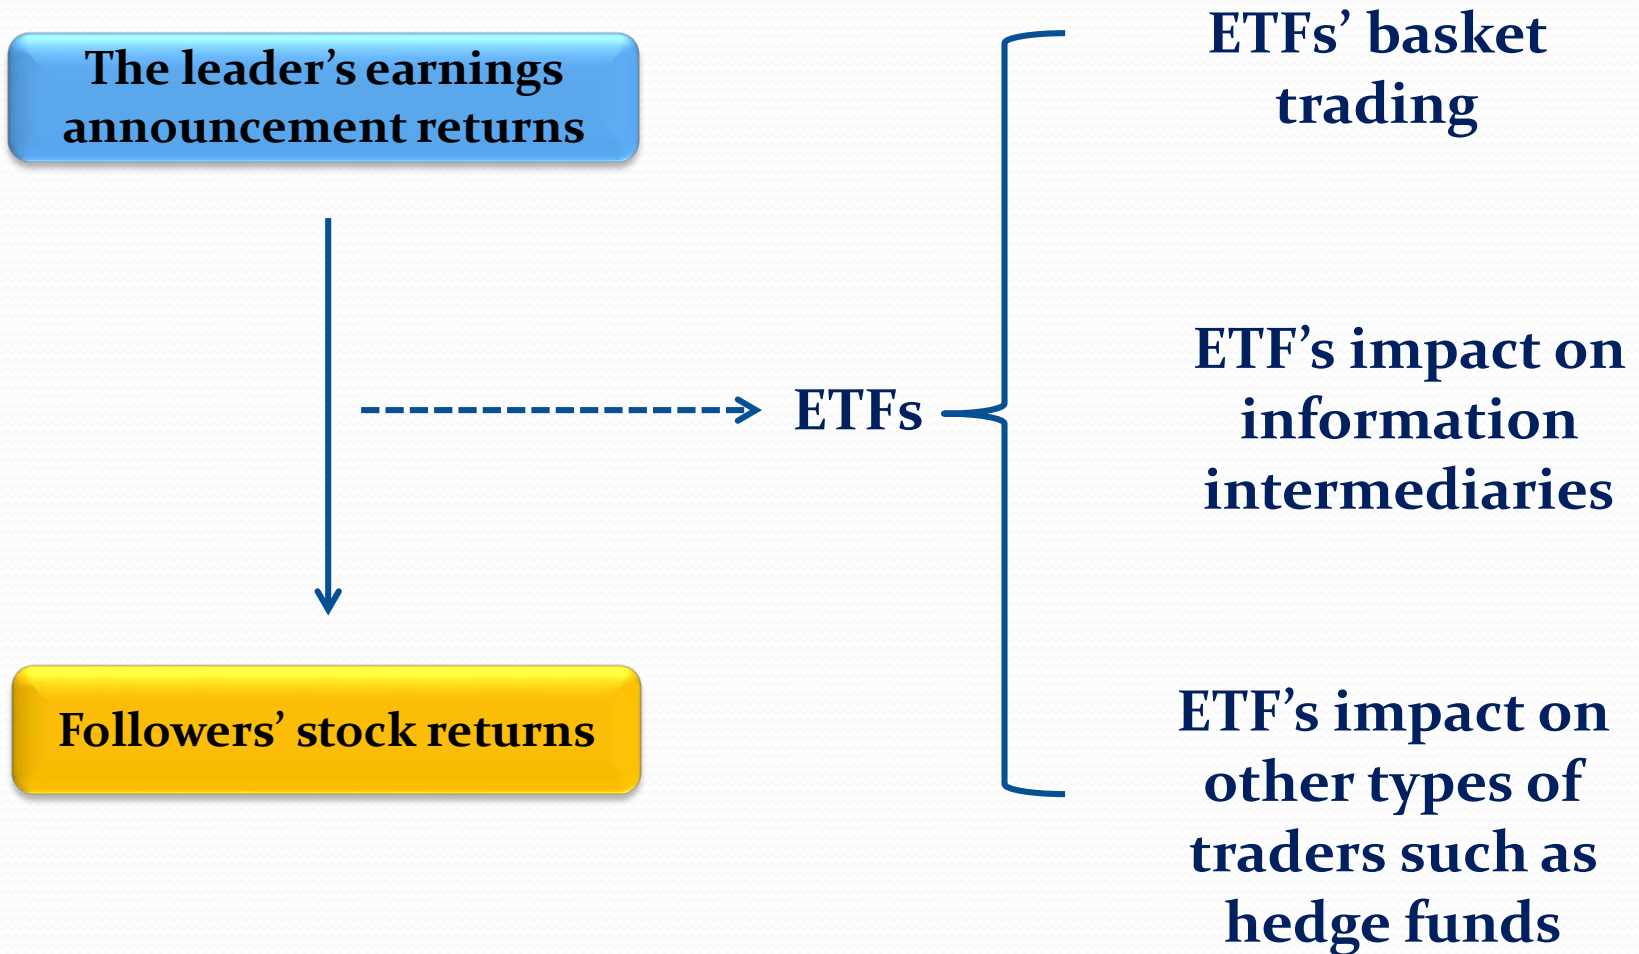 The leader’s earnings
announcement returns
Followers’ stock returns
ETFs
ETFs’ basket
trading
ETF’s impact on
information
intermediaries
ETF’s impact on
other types of
traders such as
hedge funds